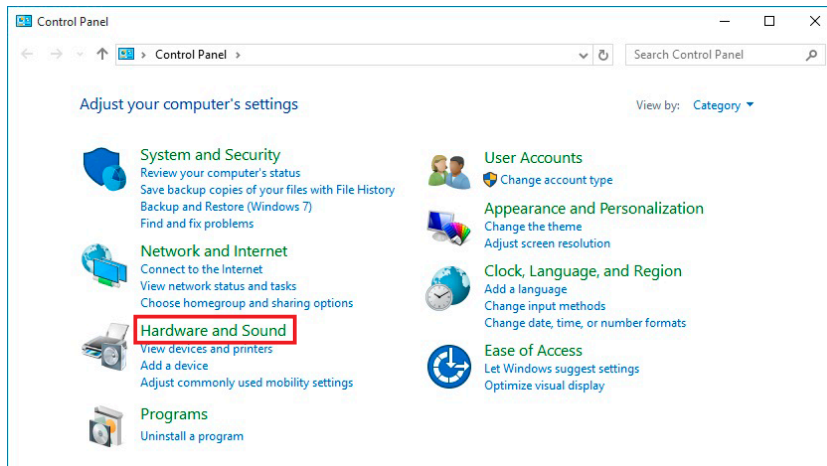 Control Panel
Control Panel
Search Control Panel
Adjust your computer's settings
View by: Category
System and Security
Review your computer's status
Save backup copies of your files with File History
Backup and Restore (Windows 7)
Find and fix problems
Network and Internet
Connect to the Internet
View network status and tasks
Choose homegroup and sharing options
Hardware and Sound
View devices and printers
Add a device
Adjust commonly used mobility settings
Programs
Uninstall a program
User Accounts
Change account type
Appearance and Personalization
Change the theme
Adjust screen resolution
Clock, Language, and Region
Add a language
Change input methods
Change date, time, or number formats
Ease of Access
Let Windows suggest settings
Optimize visual display